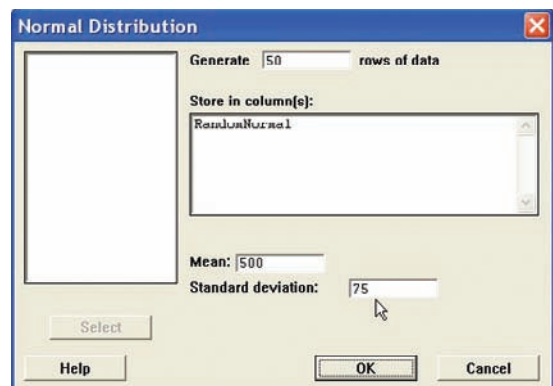 Normal Distribution
Generate 50 rows of data
Store in column(s):
RandomNormal
Mean: 500
Standard deviation: 75
Select
Help OK Cancel